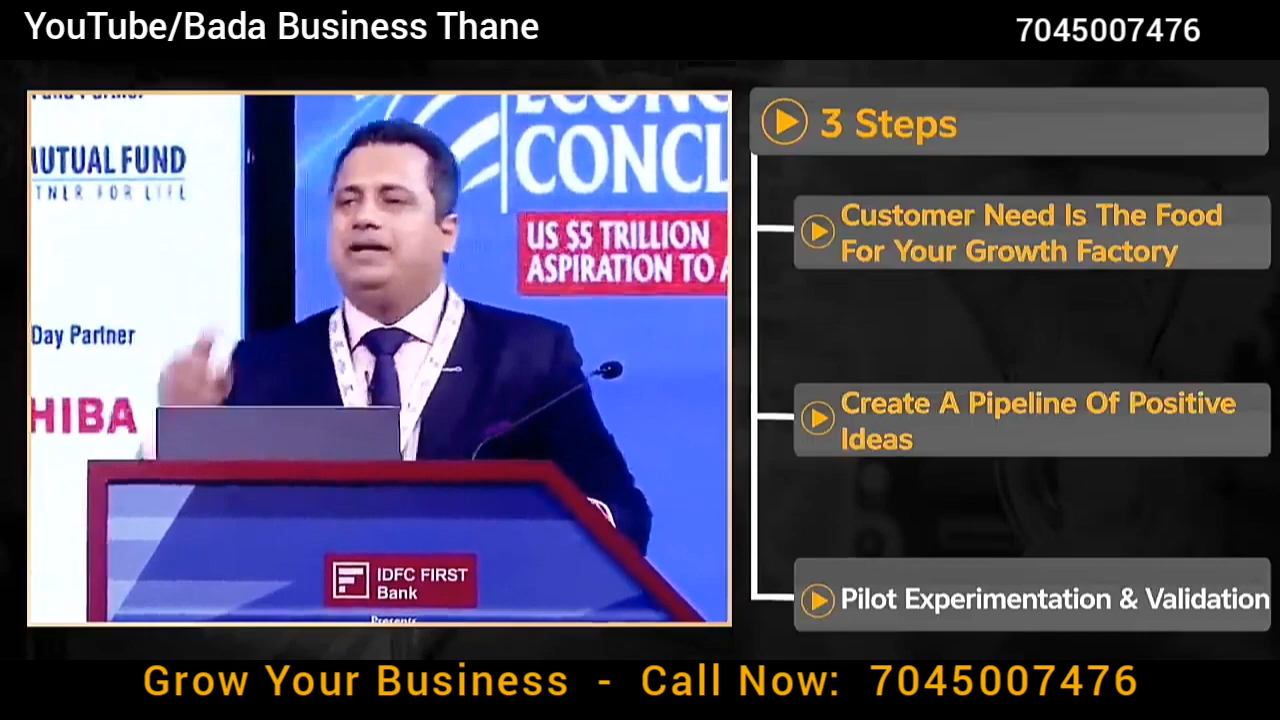 YouTube/Bada Business Thane
7045007476
MUTUAL FUND
Day Partner
HIBA
CONCL
US $5 TRILLION
ASPIRATION TO
IDFC FIRST
Bank
Presents
3 Steps
Customer Need Is The Food
For Your Growth Factory
Create A Pipeline Of Positive
Ideas
Pilot Experimentation & Validation
Grow Your Business - Call Now: 7045007476